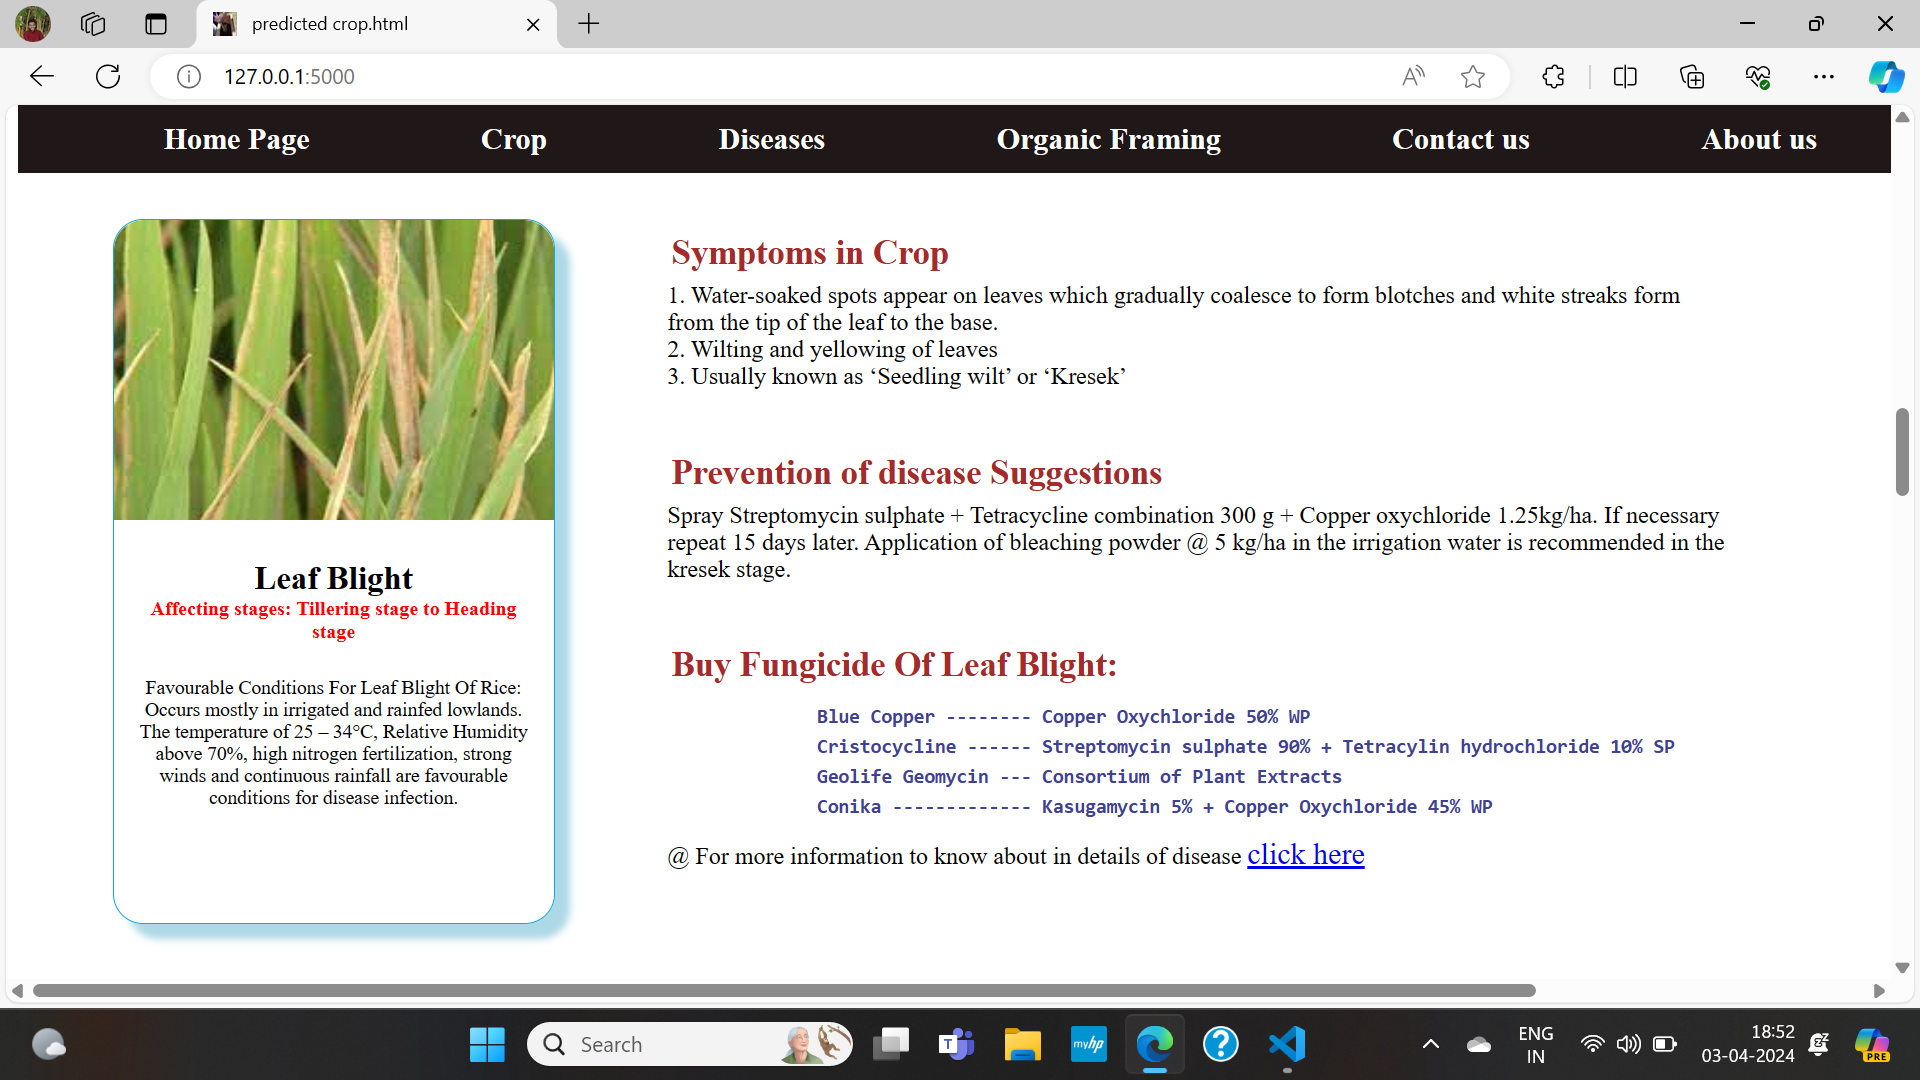 predicted crop.html
127.0.0.1:5000
Home Page Crop Diseases Organic Framing Contact us About us
Leaf Blight
Affecting stages: Tillering stage to Heading
stage
Favourable Conditions For Leaf Blight Of Rice:
Occurs mostly in irrigated and rainfed lowlands.
The temperature of 25 – 34°C, Relative Humidity
above 70%, high nitrogen fertilization, strong
winds and continuous rainfall are favourable
conditions for disease infection.
Symptoms in Crop
1. Water-soaked spots appear on leaves which gradually coalesce to form blotches and white streaks form
from the tip of the leaf to the base.
2. Wilting and yellowing of leaves
3. Usually known as ‘Seedling wilt’ or ‘Kresek’
Prevention of disease Suggestions
Spray Streptomycin sulphate + Tetracycline combination 300 g + Copper oxychloride 1.25kg/ha. If necessary
repeat 15 days later. Application of bleaching powder @ 5 kg/ha in the irrigation water is recommended in the
kresek stage.
Buy Fungicide Of Leaf Blight:
Blue Copper -------- Copper Oxychloride 50% WP
Cristocycline ------ Streptomycin sulphate 90% + Tetracylin hydrochloride 10% SP
Geolife Geomycin --- Consortium of Plant Extracts
Conika ------------- Kasugamycin 5% + Copper Oxychloride 45% WP
@ For more information to know about in details of disease click here
Search
myhp
ENG
IN
18:52
03-04-2024
PRE